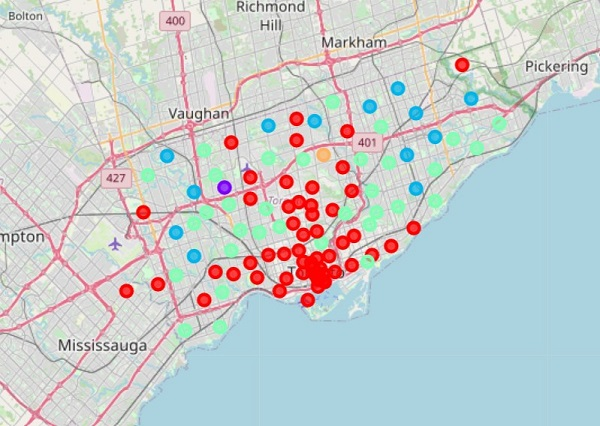 Bolton
400
Richmond
Hill
Markham
Pickering
Vaughan
401
427
mpton
Mississauga